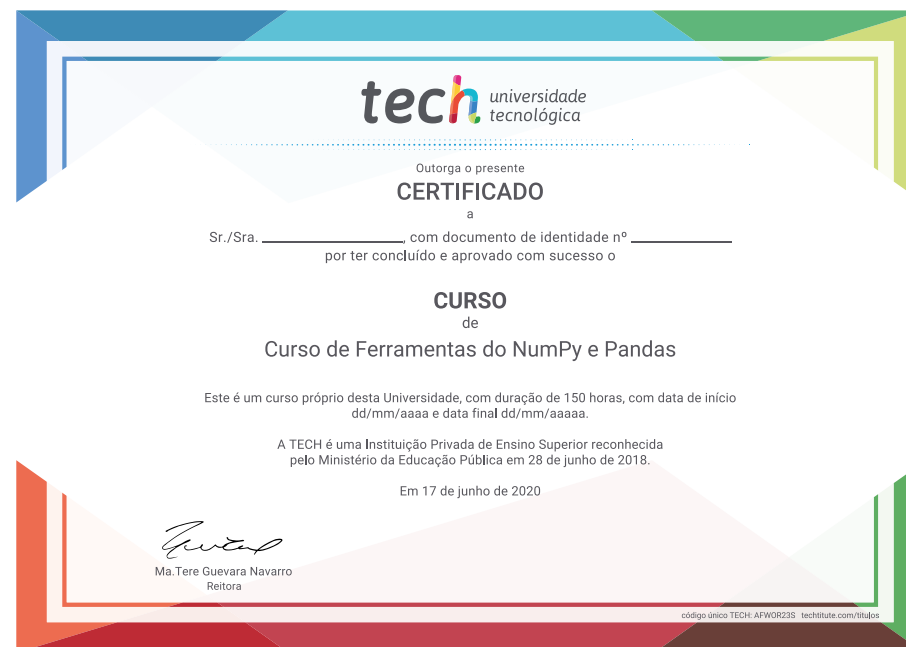 tech universidade
tecnológica
Outorga o presente
CERTIFICADO
a
Sr./Sra. ____________________, com documento de identidade nº ______________
por ter concluído e aprovado com sucesso o
CURSO
de
Curso de Ferramentas do NumPy e Pandas
Este é um curso próprio desta Universidade, com duração de 150 horas, com data de início
dd/mm/aaaa e data final dd/mm/aaaaa.
A TECH é uma Instituição Privada de Ensino Superior reconhecida
pelo Ministério da Educação Pública em 28 de junho de 2018.
Em 17 de junho de 2020
Ma.Tere Guevara Navarro
Reitora
código único TECH: AFWOR23S techtitute.com/títulos